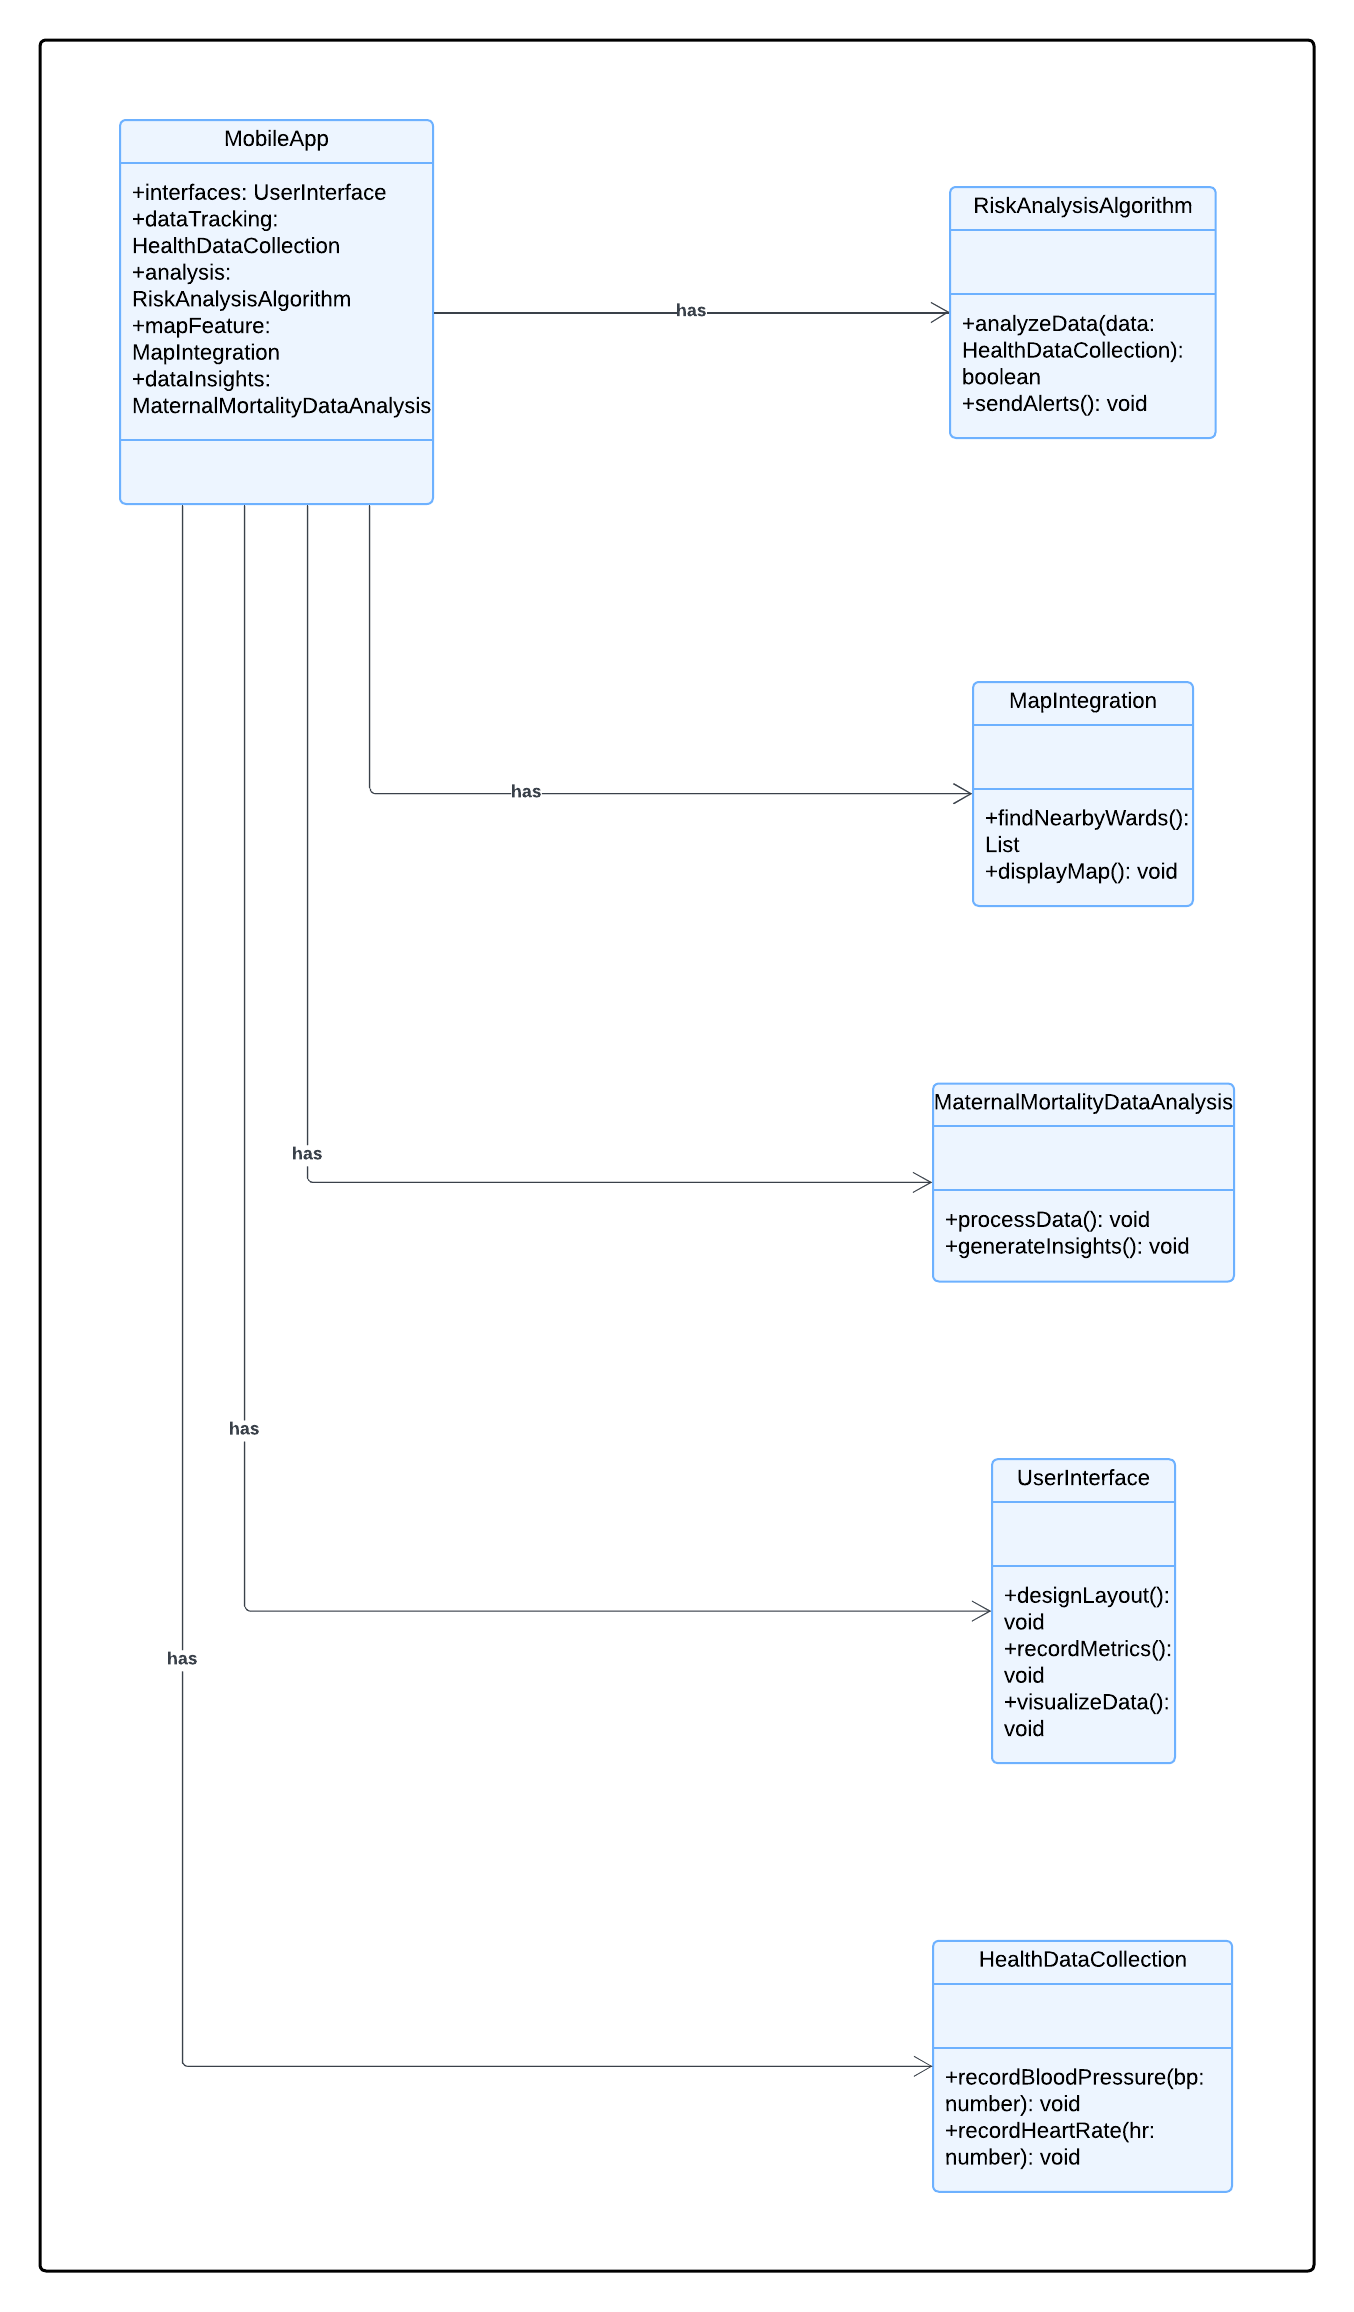 MobileApp
+interfaces: UserInterface
+dataTracking:
HealthDataCollection
+analysis:
RiskAnalysisAlgorithm
+mapFeature:
MapIntegration
+dataInsights:
MaternalMortalityDataAnalysis
has
RiskAnalysisAlgorithm
+analyzeData(data:
HealthDataCollection):
boolean
+sendAlerts(): void
has
MapIntegration
+findNearbyWards():
List
+displayMap(): void
has
MaternalMortalityDataAnalysis
+processData(): void
+generateInsights(): void
has
UserInterface
+designLayout():
void
+recordMetrics():
void
+visualizeData():
void
has
HealthDataCollection
+recordBloodPressure(bp:
number): void
+recordHeartRate(hr:
number): void